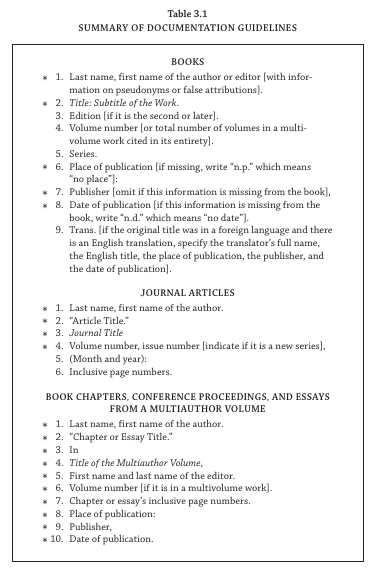 Table 3.1
SUMMARY OF DOCUMENTATION GUIDELINES
BOOKS
* 1. Last name, first name of the author or editor [with infor-
mation on pseudonyms or false attributions].
* 2. Title: Subtitle of the Work.
3. Edition [if it is the second or later].
4. Volume number [or total number of volumes in a multi-
volume work cited in its entirety].
5. Series.
* 6. Place of publication [if missing, write “n.p.” which means
“no place”]:
* 7. Publisher [omit if this information is missing from the book],
* 8. Date of publication [if this information is missing from the
book, write “n.d.” which means “no date”].
9. Trans. [if the original title was in a foreign language and there
is an English translation, specify the translator’s full name,
the English title, the place of publication, the publisher, and
the date of publication].
JOURNAL ARTICLES
* 1. Last name, first name of the author.
* 2. “Article Title.”
* 3. Journal Title
* 4. Volume number, issue number [indicate if it is a new series],
5. (Month and year):
6. Inclusive page numbers.
BOOK CHAPTERS, CONFERENCE PROCEEDINGS, AND ESSAYS
FROM A MULTIAUTHOR VOLUME
* 1. Last name, first name of the author.
* 2. “Chapter or Essay Title.”
* 3. In
* 4. Title of the Multiauthor Volume,
* 5. First name and last name of the editor.
* 6. Volume number [if it is in a multivolume work].
* 7. Chapter or essay’s inclusive page numbers.
* 8. Place of publication:
* 9. Publisher,
* 10. Date of publication.